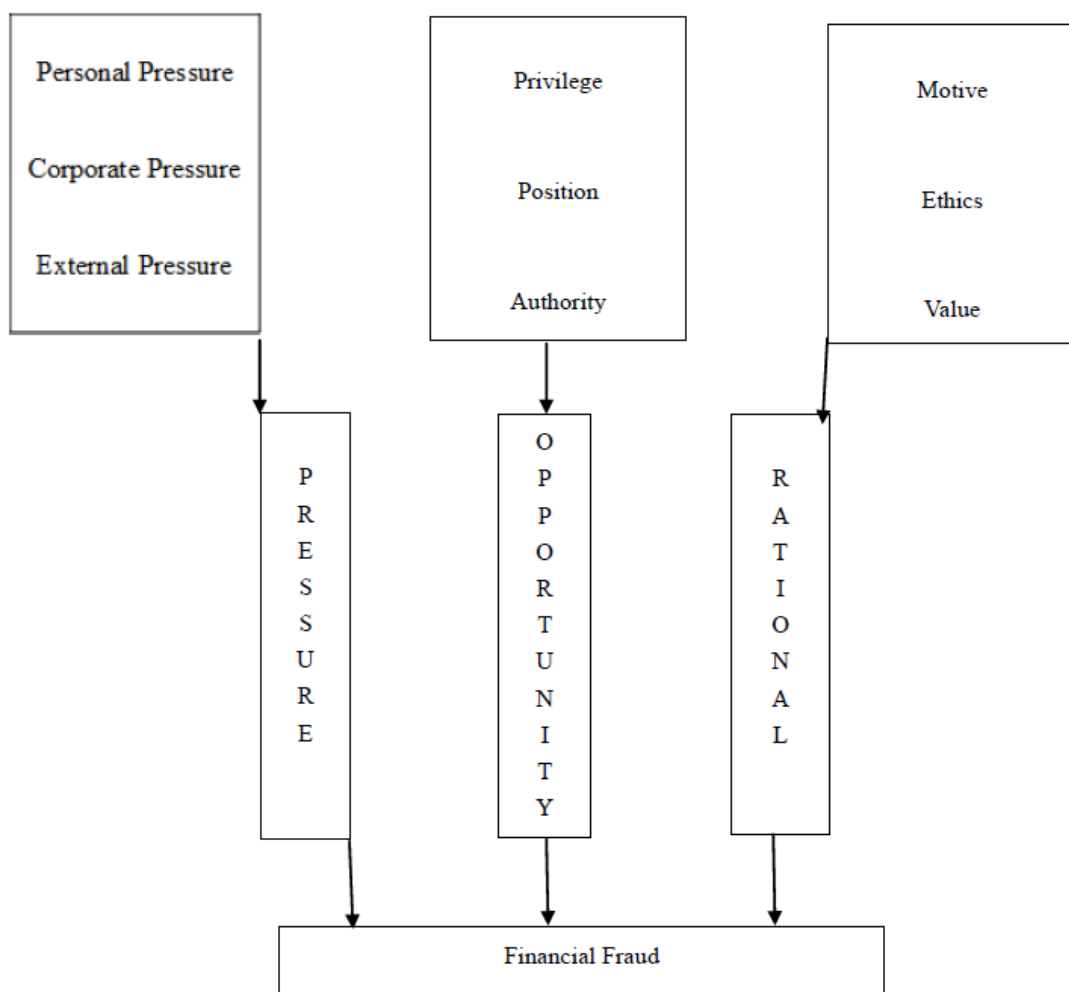 Personal Pressure
Corporate Pressure
External Pressure
Privilege
Position
Authority
Motive
Ethics
Value
PRESSURE
OPPORTUNITY
RATIONAL
Financial Fraud